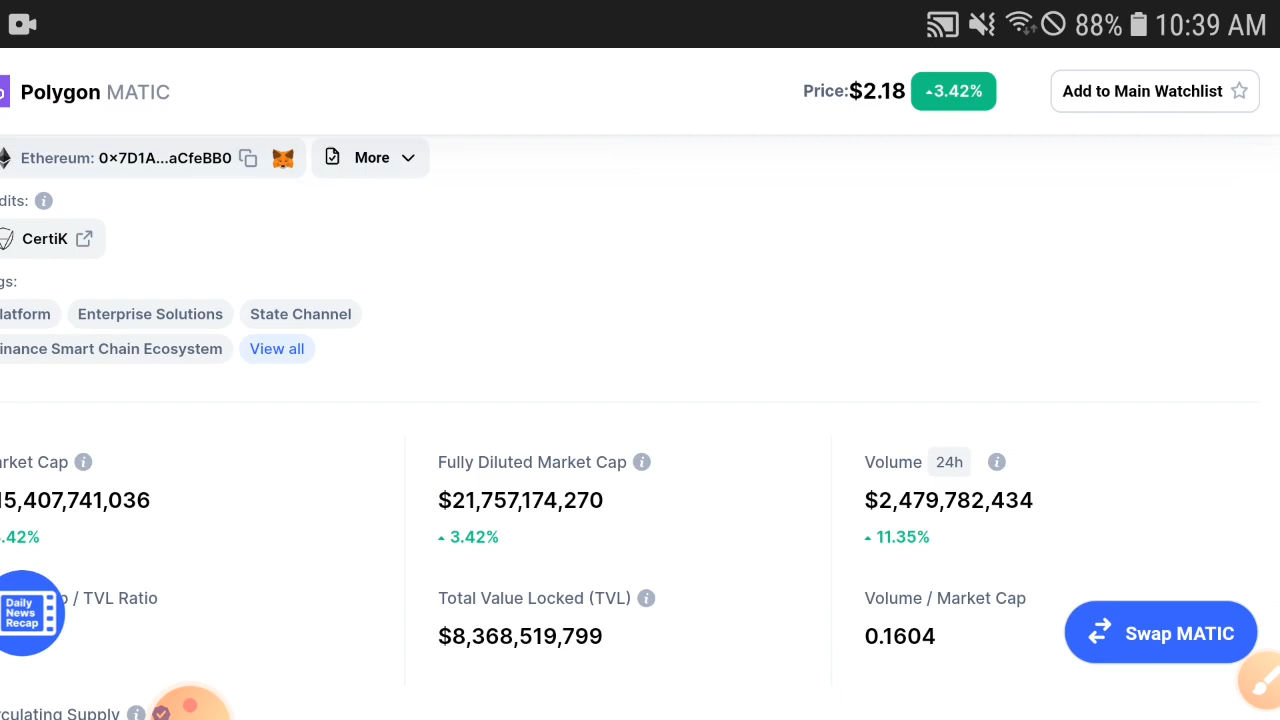 88% 10:39 AM
Polygon MATIC Price:$2.18 3.42% Add to Main Watchlist
Ethereum: 0×7D1A...aCfeBB0 More
dits:
CertiK
gs:
latform Enterprise Solutions State Channel
inance Smart Chain Ecosystem View all
rket Cap Fully Diluted Market Cap Volume 24h
15,407,741,036 $21,757,174,270 $2,479,782,434
.42% 3.42% 11.35%
Daily
News
Recap
/ TVL Ratio Total Value Locked (TVL) Volume / Market Cap
$8,368,519,799 0.1604
Swap MATIC
rculating Supply